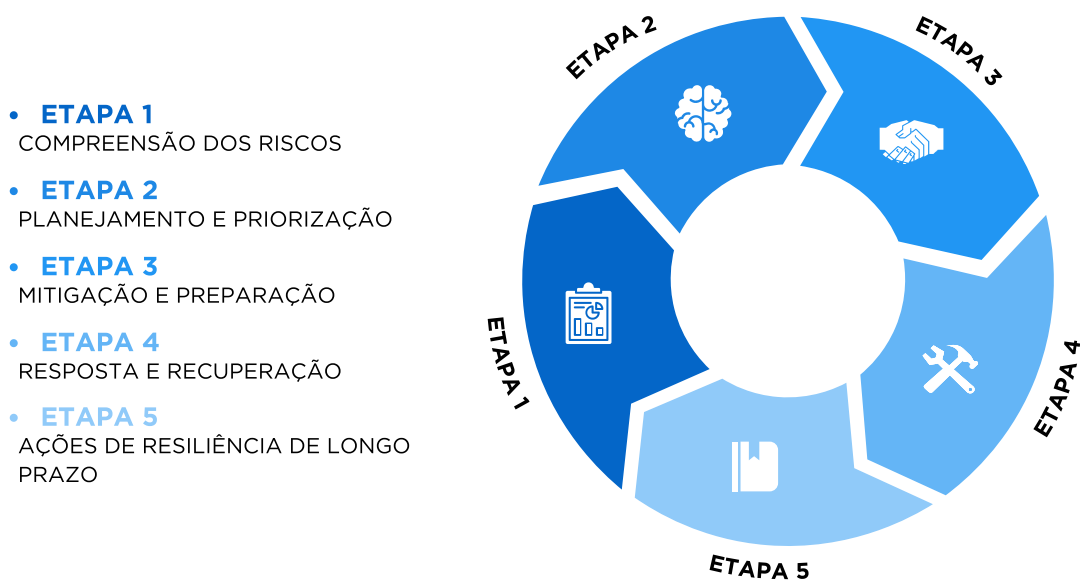 • ETAPA 1
COMPREENSÃO DOS RISCOS
• ETAPA 2
PLANEJAMENTO E PRIORIZAÇÃO
• ETAPA 3
MITIGAÇÃO E PREPARAÇÃO
• ETAPA 4
RESPOSTA E RECUPERAÇÃO
• ETAPA 5
AÇÕES DE RESILIÊNCIA DE LONGO
PRAZO
ETAPA 1
ETAPA 2
ETAPA 3
ETAPA 4
ETAPA 5